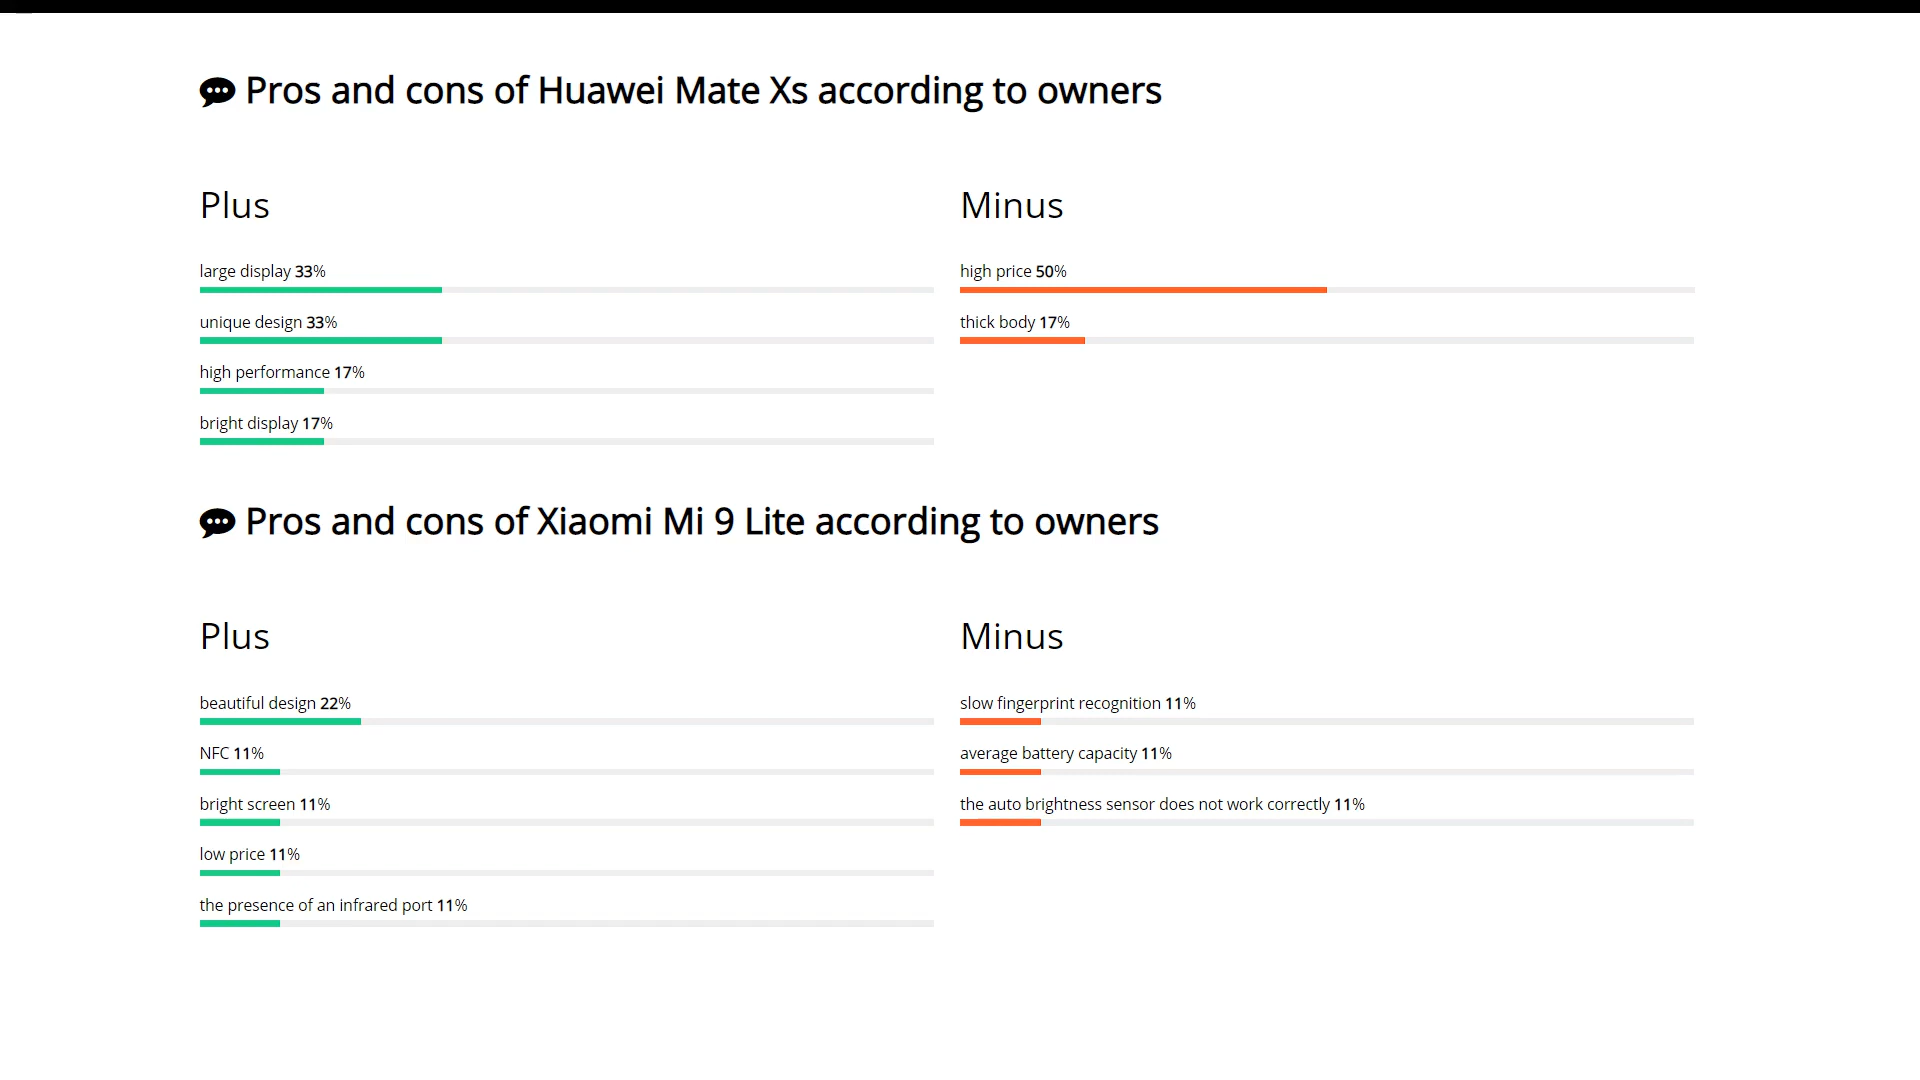 Pros and cons of Huawei Mate Xs according to owners
Plus
large display 33%
unique design 33%
high performance 17%
bright display 17%
Minus
high price 50%
thick body 17%
Pros and cons of Xiaomi Mi 9 Lite according to owners
Plus
beautiful design 22%
NFC 11%
bright screen 11%
low price 11%
the presence of an infrared port 11%
Minus
slow fingerprint recognition 11%
average battery capacity 11%
the auto brightness sensor does not work correctly 11%